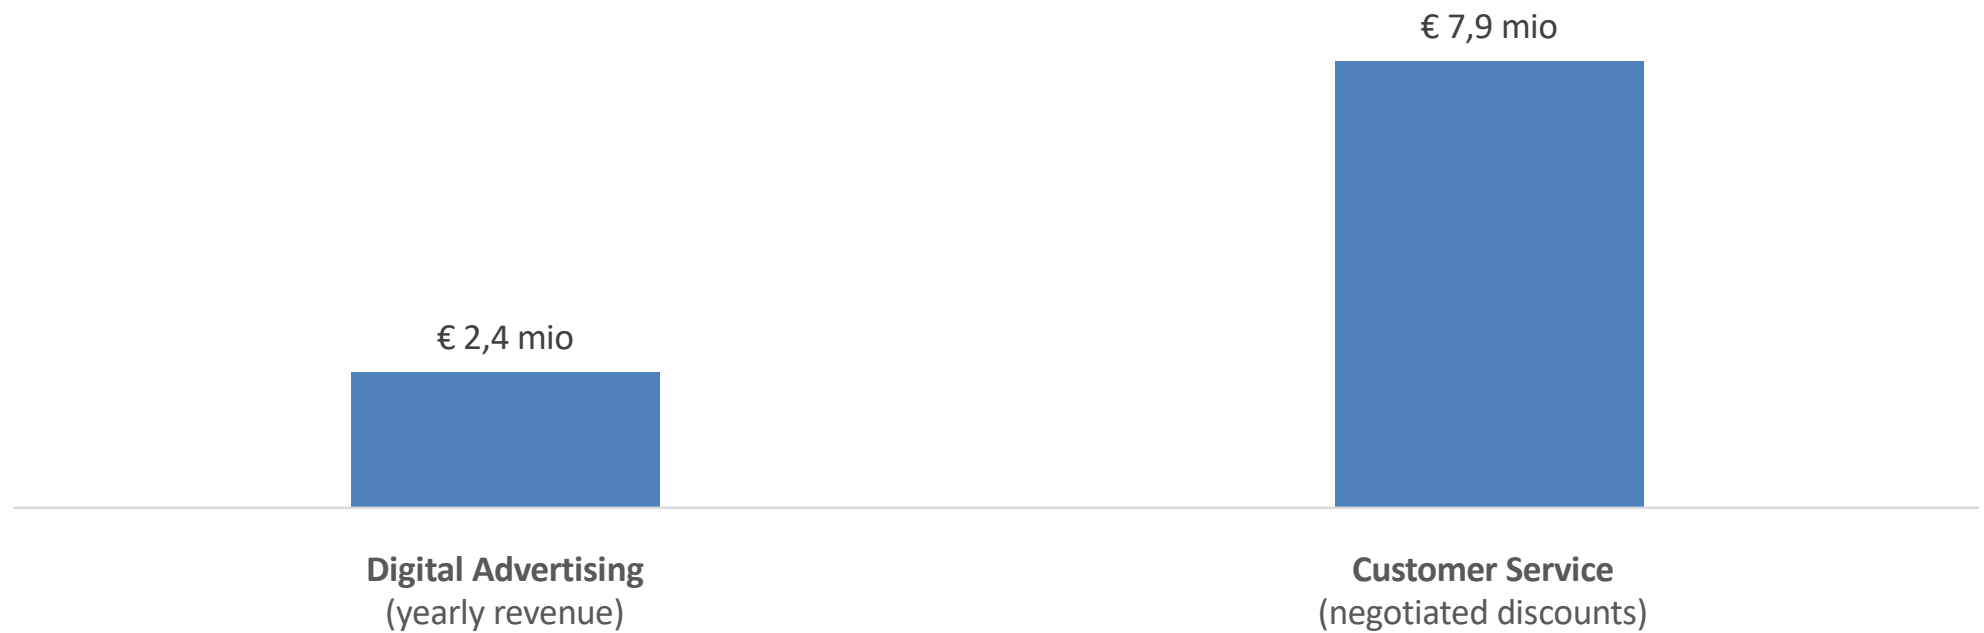 € 7,9 mio
€ 2,4 mio
Digital Advertising
(yearly revenue)
Customer Service
(negotiated discounts)